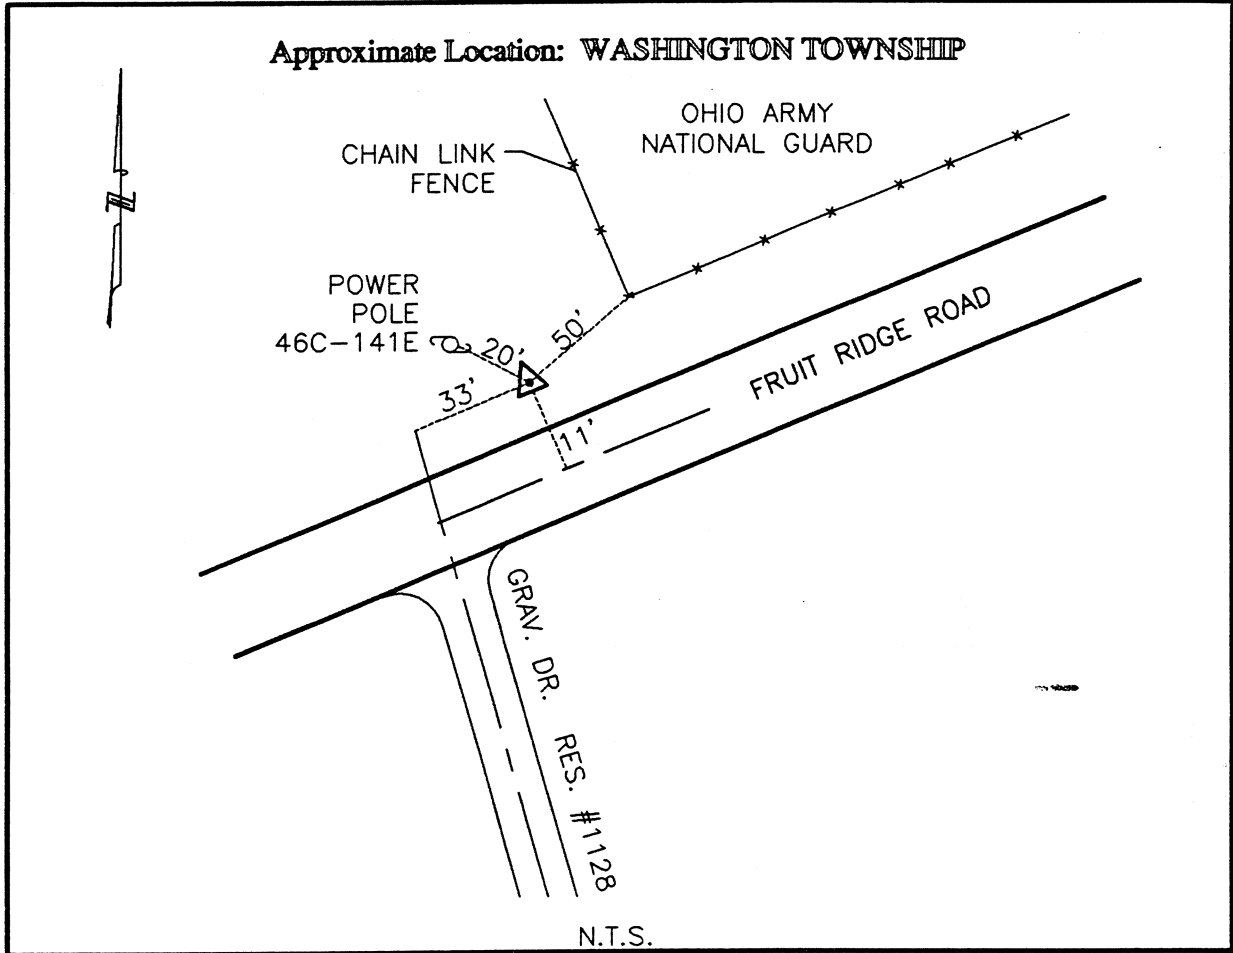 Approximate Location: WASHINGTON TOWNSHIP
OHIO ARMY
NATIONAL GUARD
CHAIN LINK
FENCE
N
POWER
POLE
46C-141E
20'
50'
33'
11'
FRUIT RIDGE ROAD
GRAV. DR. RES. #1128
N.T.S.